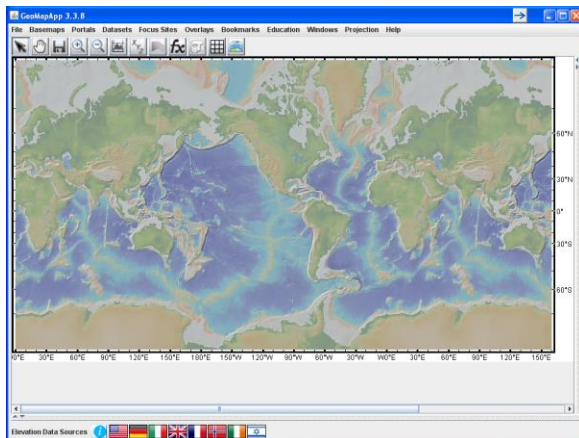 GeoMapApp 3.3.8
File Basemaps Portals Datasets Focus Sites Overlays Bookmarks Education Windows Projection Help
fx
60°N
30°N
0°
30°S
60°S
0°E 30°E 60°E 90°E 120°E 150°E 180°E 150°W 120°W 90°W 60°W 30°W W0°E 30°E 60°E 90°E 120°E 150°E
Elevation Data Sources